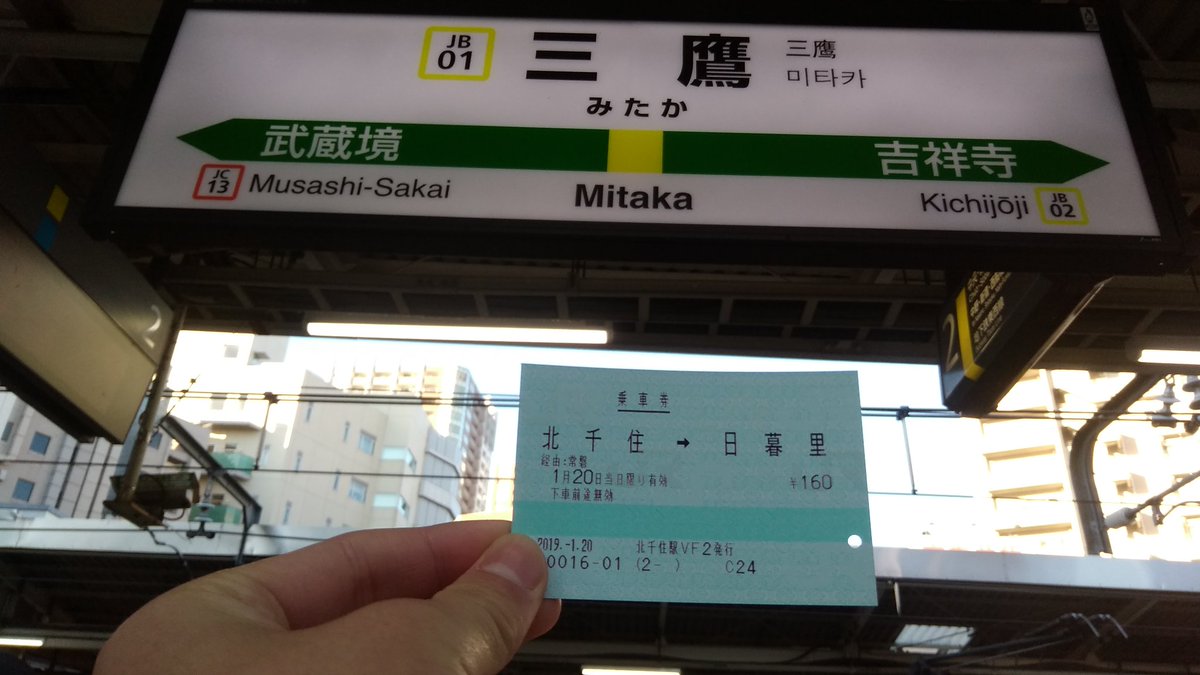 JB 01
三鷹
三鷹
미타카
みたか
武蔵境
吉祥寺
JC 13
Musashi-Sakai
Mitaka
Kichijōji
JB 02
2
2
乗車券
北千住 → 日暮里
経由:常磐
1月20日当日限り有効
¥160
下車前途無効
2019.-1.20 北千住駅VF2発行
0016-01 (2- ) C24